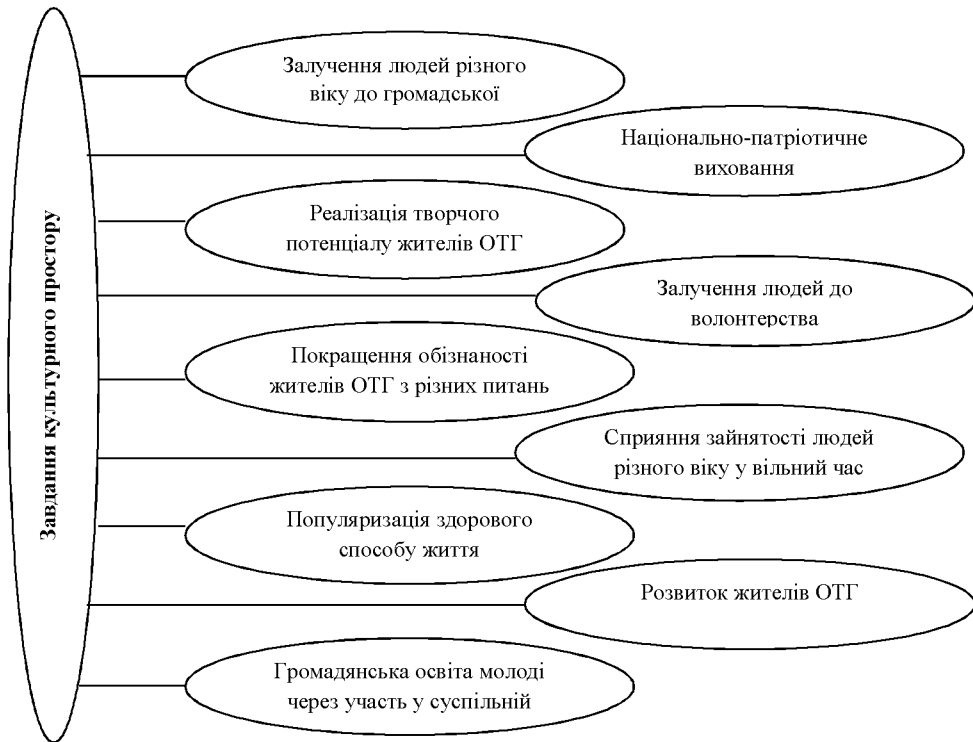 Завдання культурного простору
Залучення людей різного
віку до громадської
Національно-патріотичне
виховання
Реалізація творчого
потенціалу жителів ОТГ
Залучення людей до
волонтерства
Покращення обізнаності
жителів ОТГ з різних питань
Сприяння зайнятості людей
різного віку у вільний час
Популяризація здорового
способу життя
Розвиток жителів ОТГ
Громадянська освіта молоді
через участь у суспільній